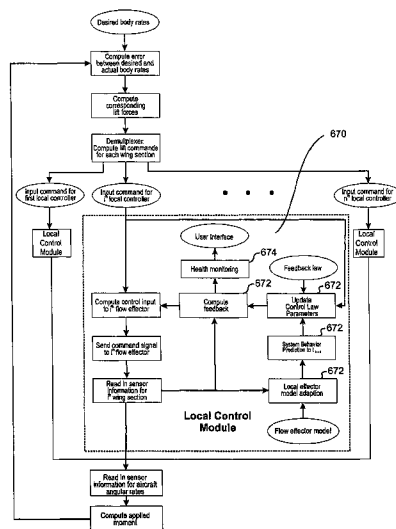 Desired body rates
Compute error
between desired and
actual body rates
Compute
corresponding
lift forces
Demultiplexer:
Compute lift commands
for each wing section
670
Input command for
first local controller
Input command for
i
local controller
Input command for
n
local controller
Local
Control
Module
Local
Control
Module
User Interface
674
Health monitoring
Feedback law
672
672
Compute control input
to i
flow effector
Compute
feedback
Update
Control Law
Parameters
Send command signal
to i
flow effector
672
System Behavior
Prediction to
672
Read in sensor
information for
i
wing section
Local effector
model adaption
Local Control
Module
Flow effector model
Read in sensor
information for aircraft
angular rates
Compute applied
moment